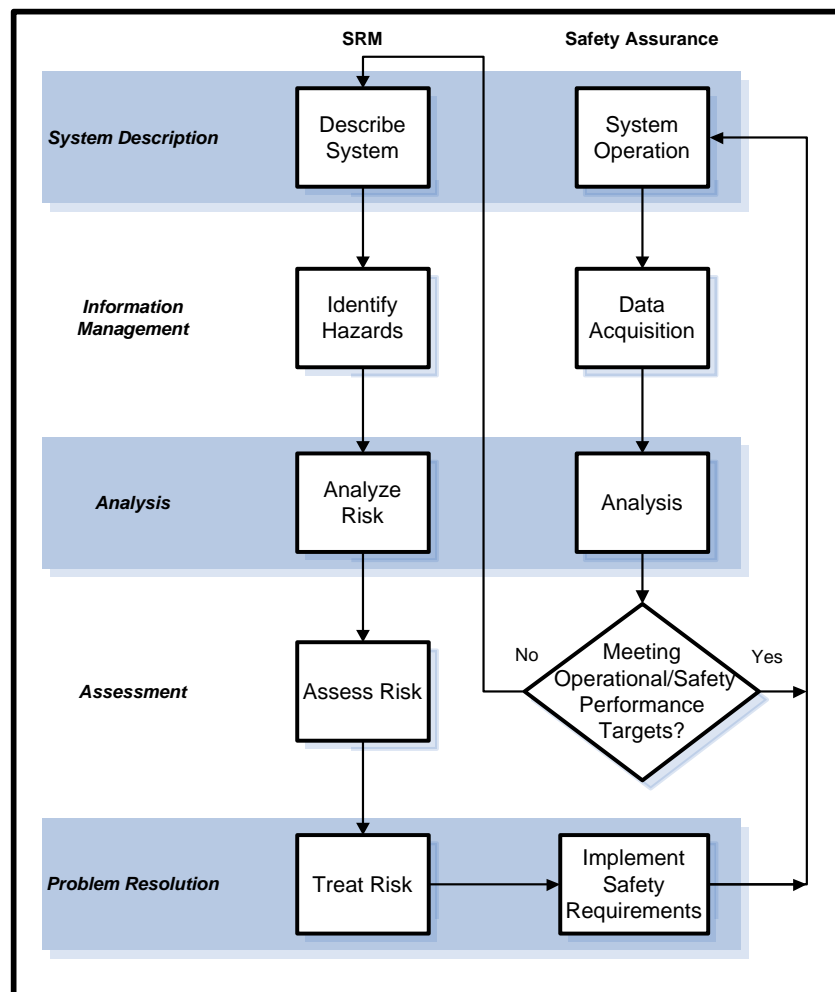 SRM
Safety Assurance
System Description
Describe
System
System
Operation
Information
Management
Identify
Hazards
Data
Acquisition
Analysis
Analyze
Risk
Analysis
Assessment
Assess Risk
No
Meeting
Operational/Safety
Performance
Targets?
Yes
Problem Resolution
Treat Risk
Implement
Safety
Requirements